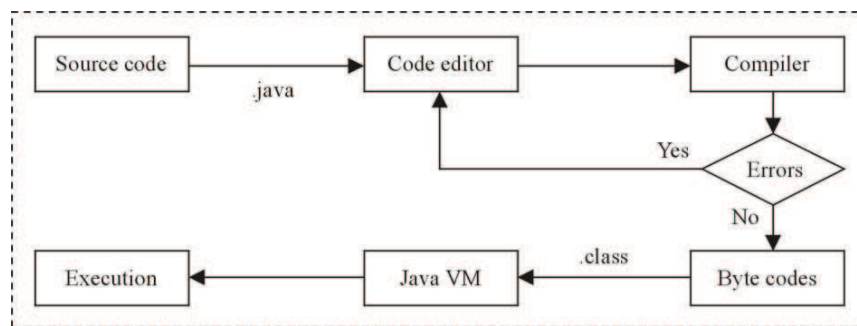 Source code
.java
Code editor
Compiler
Yes
Errors
No
Execution
Java VM
.class
Byte codes